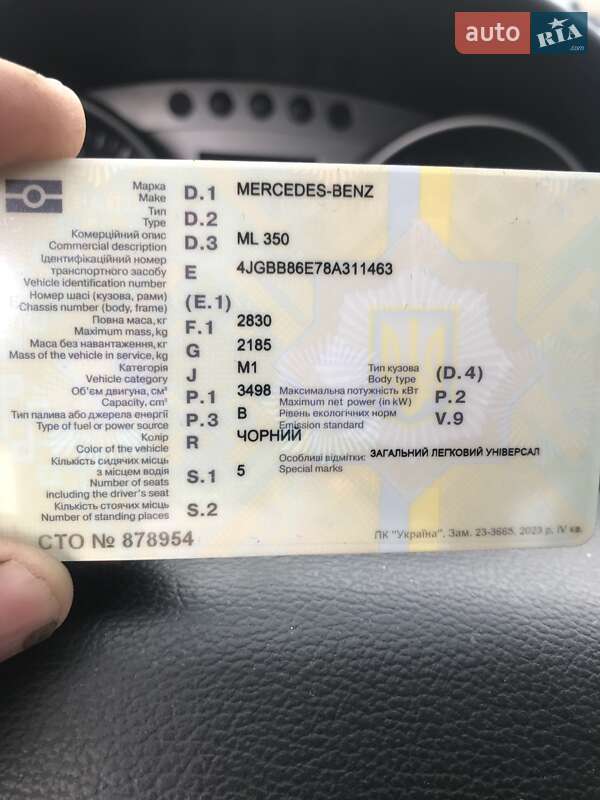 auto RIA.com
Марка
Make D.1 MERCEDES-BENZ
Тип
Type D.2
Комерційний опис
Commercial description D.3 ML 350
Ідентифікаційний номер
транспортного засобу E 4JGBB86E78A311463
Vehicle identification number
Номер шасі (кузова, рами) (E.1)
Chassis number (body, frame)
Повна маса, кг F.1 2830
Maximum mass, kg
Маса без навантаження, кг G 2185
Mass of the vehicle in service, kg
Категорія J M1 Тип кузова (D.4)
Vehicle category Body type
Об'єм двигуна, см³ P.1 3498 Максимальна потужність кВт P.2
Capacity, cm³ Maximum net power (in kW)
Тип палива або джерела енергії P.3 B Рівень екологічних норм V.9
Type of fuel or power source Emission standard
Колір R ЧОРНИЙ
Color of the vehicle
Кількість сидячих місць Особливі відмітки: ЗАГАЛЬНИЙ ЛЕГКОВИЙ УНІВЕРСАЛ
з місцем водія S.1 5 Special marks
Number of seats
including the driver's seat
Кількість стоячих місць S.2
Number of standing places
СТО № 878954
ПК "Україна". Зам. 23-3665. 2023 р. IV кв.